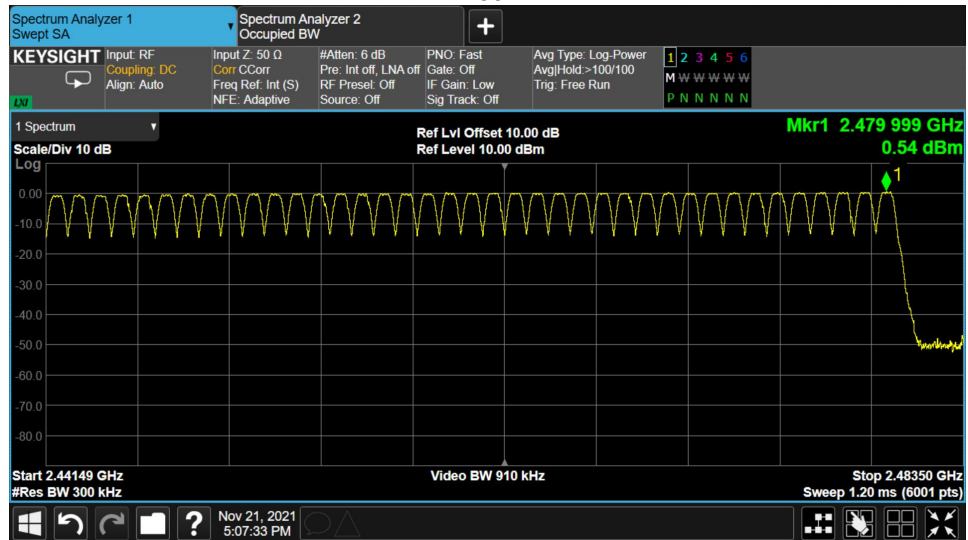 Spectrum Analyzer 1
Swept SA
Spectrum Analyzer 2
Occupied BW
KEYSIGHT
LXI
Input: RF
Coupling: DC
Align: Auto
Input Z: 50 Ω
Corr CCorr
Freq Ref: Int (S)
NFE: Adaptive
#Atten: 6 dB
Pre: Int off, LNA off
RF Presel: Off
Source: Off
PNO: Fast
Gate: Off
IF Gain: Low
Sig Track: Off
Avg Type: Log-Power
Avg|Hold:>100/100
Trig: Free Run
1 2 3 4 5 6
M W W W W W
P N N N N N
1 Spectrum
Scale/Div 10 dB
Log
Ref Lvl Offset 10.00 dB
Ref Level 10.00 dBm
Mkr1 2.479 999 GHz
0.54 dBm
1
0.00
-10.0
-20.0
-30.0
-40.0
-50.0
-60.0
-70.0
-80.0
Start 2.44149 GHz
#Res BW 300 kHz
Video BW 910 kHz
Stop 2.48350 GHz
Sweep 1.20 ms (6001 pts)
?
Nov 21, 2021
5:07:33 PM